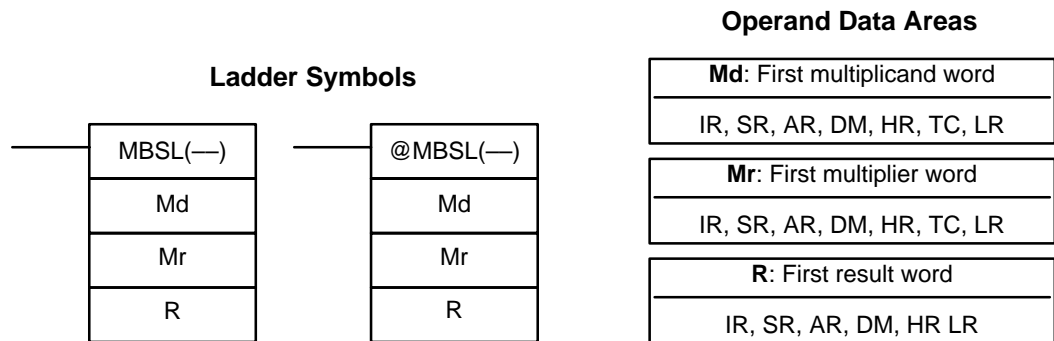 Ladder Symbols
MBSL(––)
Md
Mr
R
@MBSL(––)
Md
Mr
R
Operand Data Areas
Md: First multiplicand word
IR, SR, AR, DM, HR, TC, LR
Mr: First multiplier word
IR, SR, AR, DM, HR, TC, LR
R: First result word
IR, SR, AR, DM, HR LR